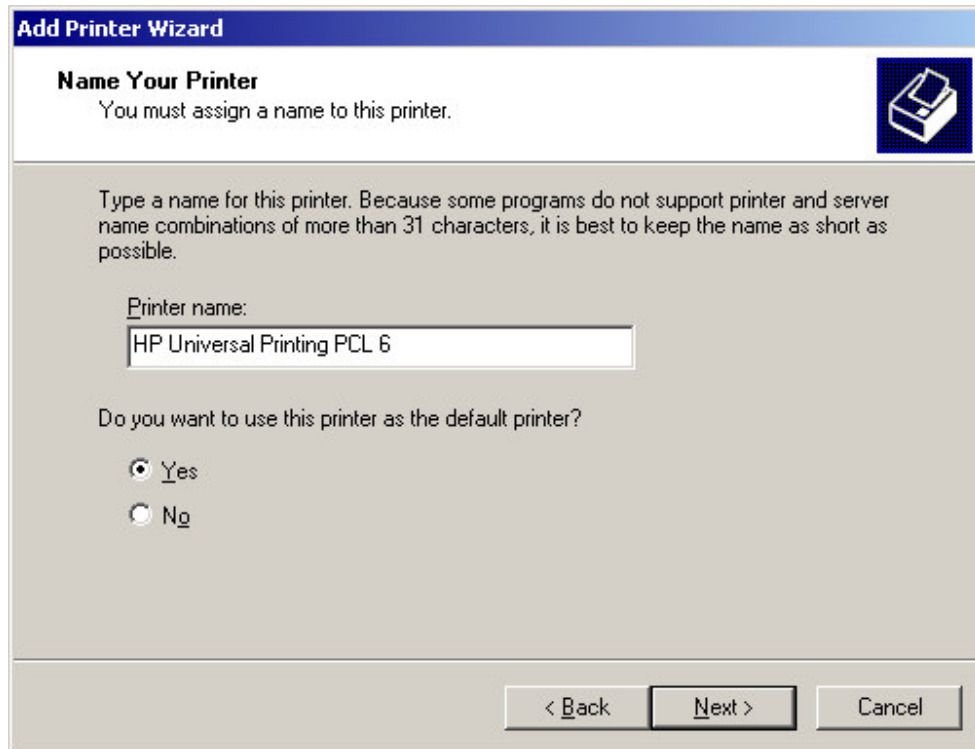 Add Printer Wizard
Name Your Printer
You must assign a name to this printer.
Type a name for this printer. Because some programs do not support printer and server
name combinations of more than 31 characters, it is best to keep the name as short as
possible.
Printer name:
HP Universal Printing PCL 6
Do you want to use this printer as the default printer?
Yes
No
< Back
Next >
Cancel